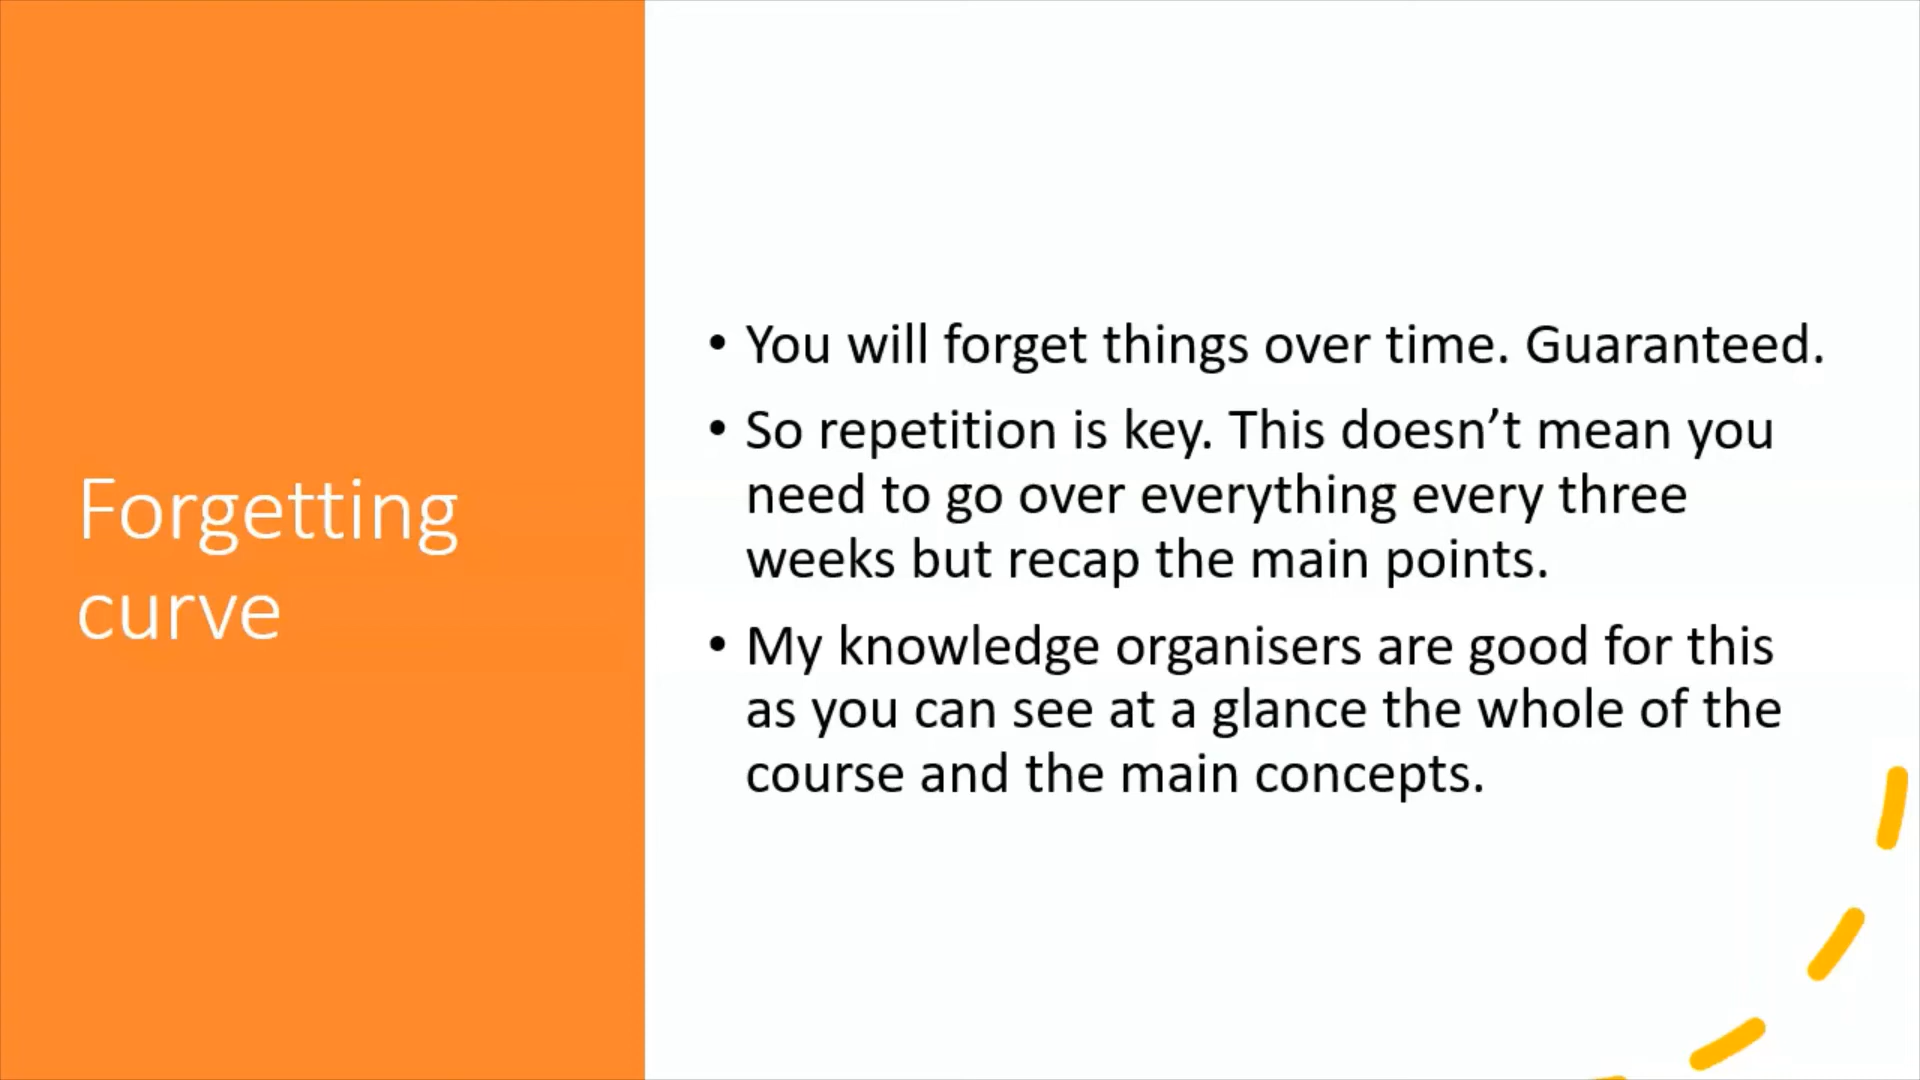 Forgetting
curve
• You will forget things over time. Guaranteed.
• So repetition is key. This doesn’t mean you
need to go over everything every three
weeks but recap the main points.
• My knowledge organisers are good for this
as you can see at a glance the whole of the
course and the main concepts.